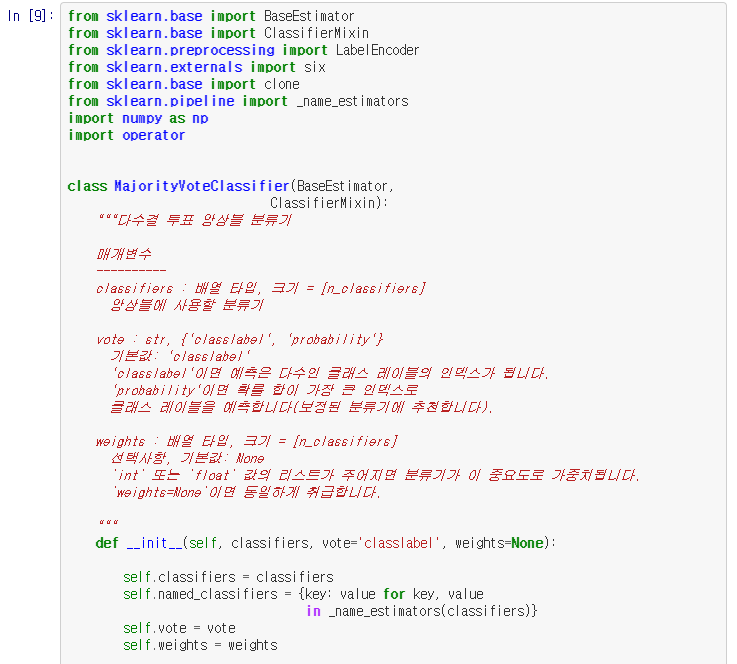 In [9]: from sklearn.base import BaseEstimator
from sklearn.base import ClassifierMixin
from sklearn.preprocessing import LabelEncoder
from sklearn.externals import six
from sklearn.base import clone
from sklearn.pipeline import _name_estimators
import numpy as np
import operator
class MajorityVoteClassifier(BaseEstimator,
ClassifierMixin):
"""다수결 투표 앙상블 분류기
매개변수
----------
classifiers : 배열 타입, 크기 = [n_classifiers]
앙상블에 사용할 분류기
vote : str, {'classlabel', 'probability'}
기본값: 'classlabel'
'classlabel'이면 예측은 다수인 클래스 레이블의 인덱스가 됩니다.
'probability'이면 확률 합이 가장 큰 인덱스로
클래스 레이블을 예측합니다(보정된 분류기에 추천합니다).
weights : 배열 타입, 크기 = [n_classifiers]
선택사항, 기본값: None
`int` 또는 `float` 값의 리스트가 주어지면 분류기가 이 중요도로 가중치됩니다.
`weights=None`이면 동일하게 취급합니다.
"""
def __init__(self, classifiers, vote='classlabel', weights=None):
self.classifiers = classifiers
self.named_classifiers = {key: value for key, value
in _name_estimators(classifiers)}
self.vote = vote
self.weights = weights